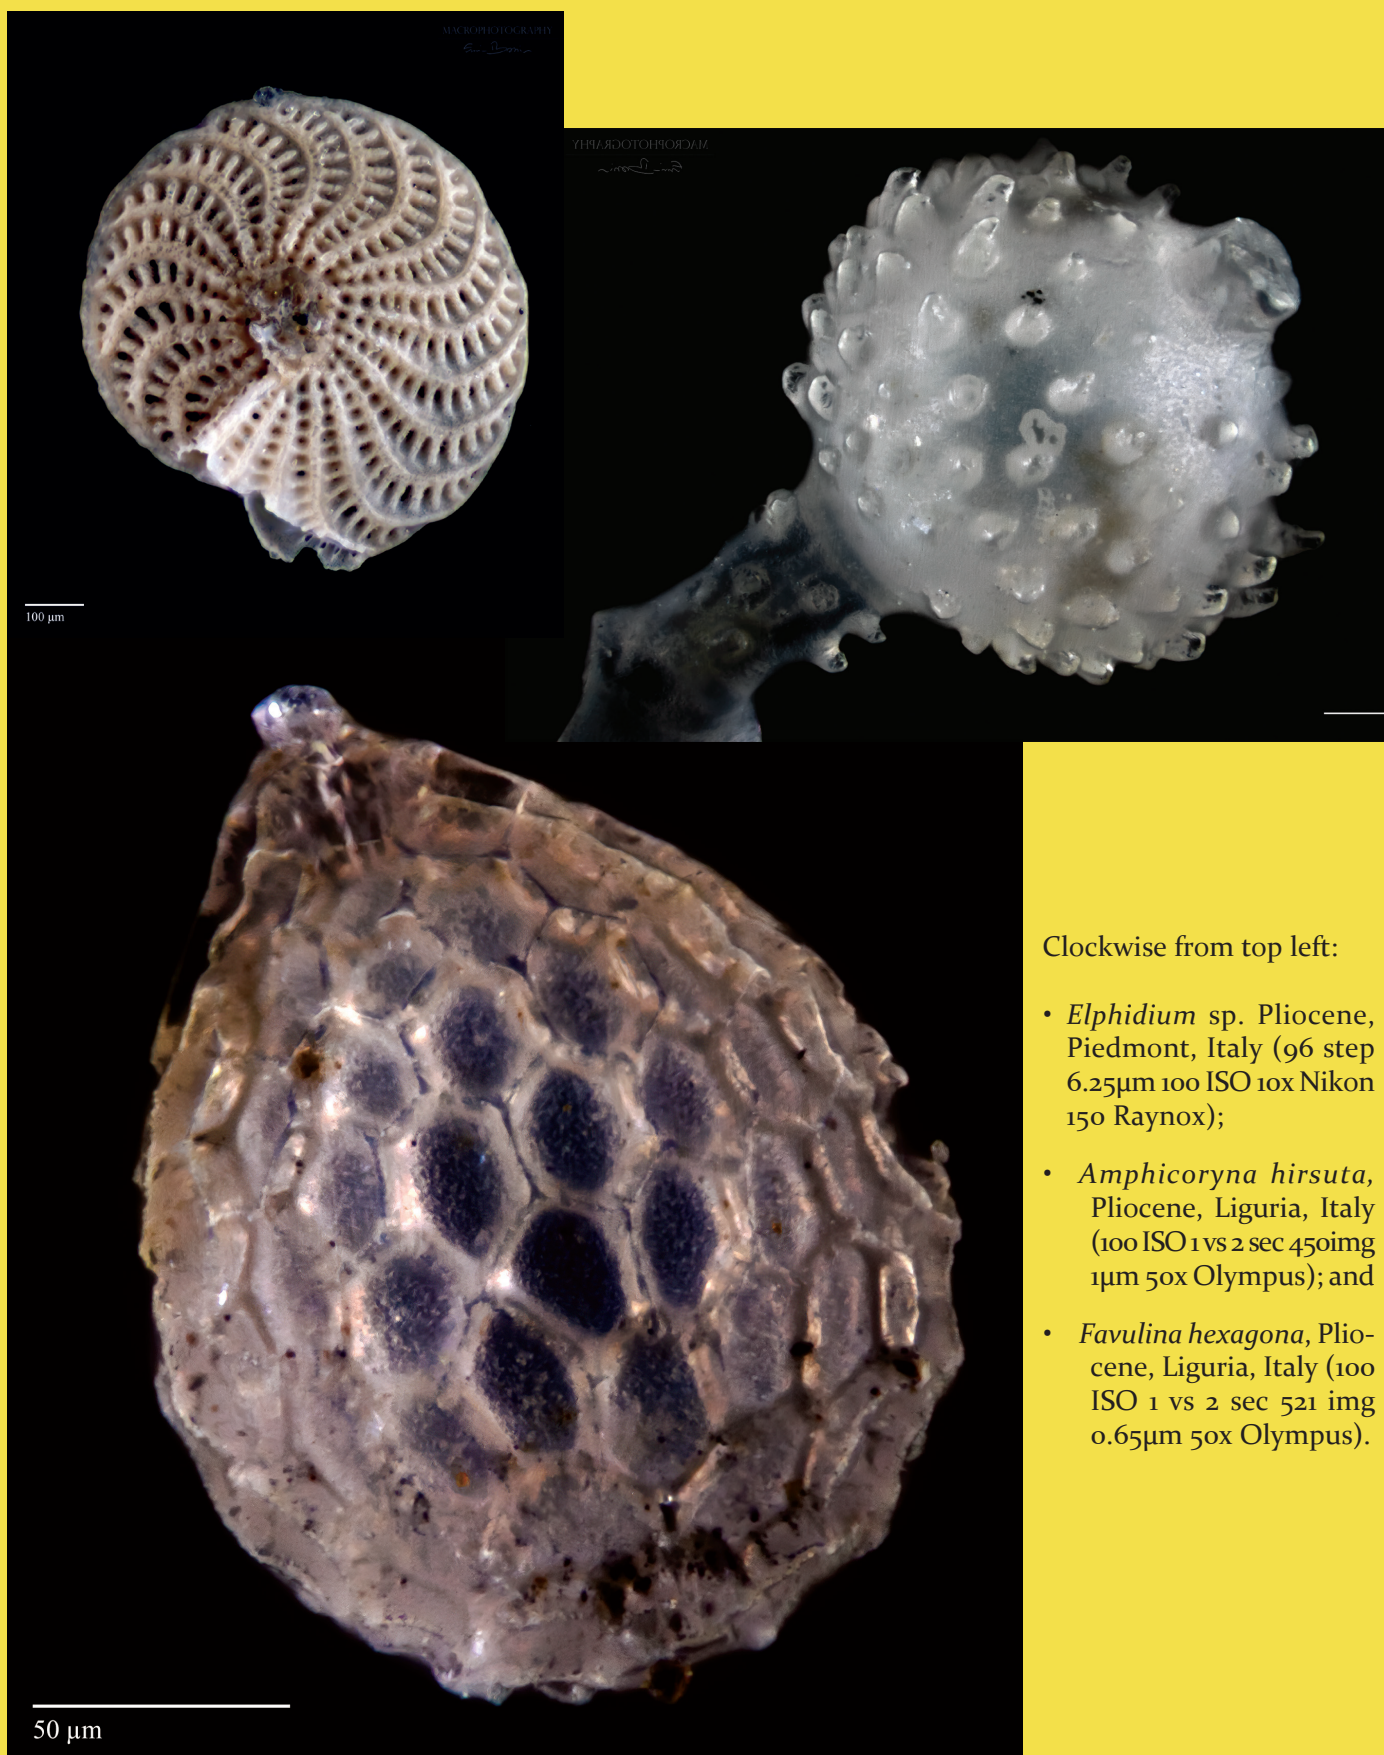 MACROPHOTOGRAPHY
MACROPHOTOGRAPHY
100 µm
50 µm
Clockwise from top left:
• Elphidium sp. Pliocene,
Piedmont, Italy (96 step
6.25µm 100 ISO 10x Nikon
150 Raynox);
• Amphicoryna hirsuta,
Pliocene, Liguria, Italy
(100 ISO 1 vs 2 sec 450img
1µm 50x Olympus); and
• Favulina hexagona, Plio-
cene, Liguria, Italy (100
ISO 1 vs 2 sec 521 img
0.65µm 50x Olympus).